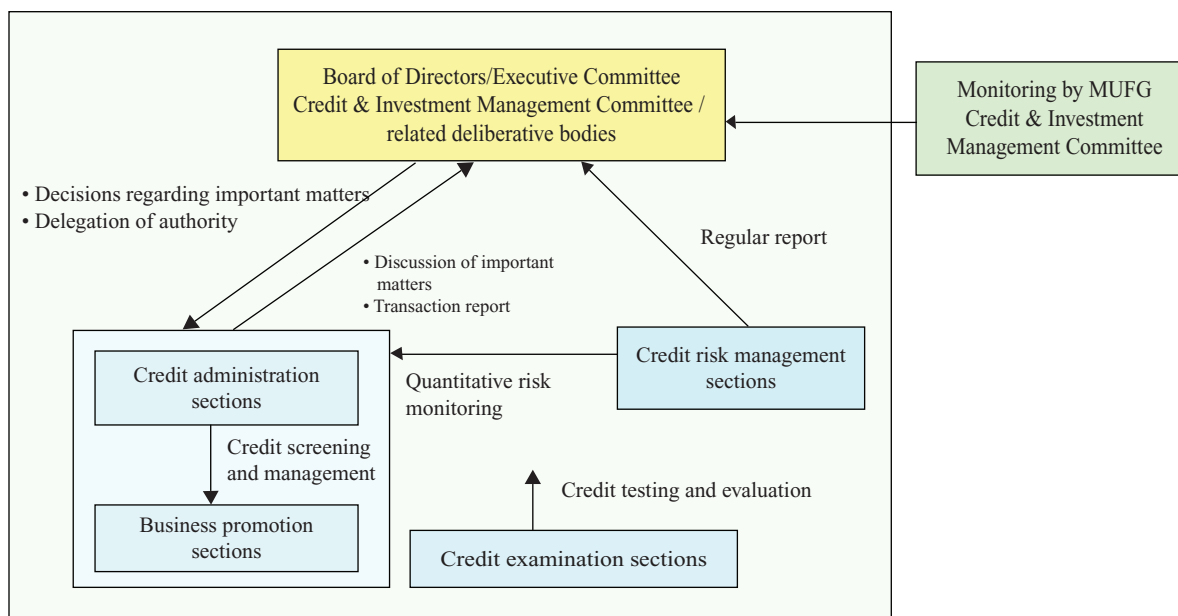 Board of Directors/Executive Committee
Credit & Investment Management Committee /
related deliberative bodies
Monitoring by MUFG
Credit & Investment
Management Committee
• Decisions regarding important matters
• Delegation of authority
Regular report
• Discussion of important
matters
• Transaction report
Credit administration
sections
Quantitative risk
monitoring
Credit risk management
sections
Credit screening
and management
Credit testing and evaluation
Business promotion
sections
Credit examination sections